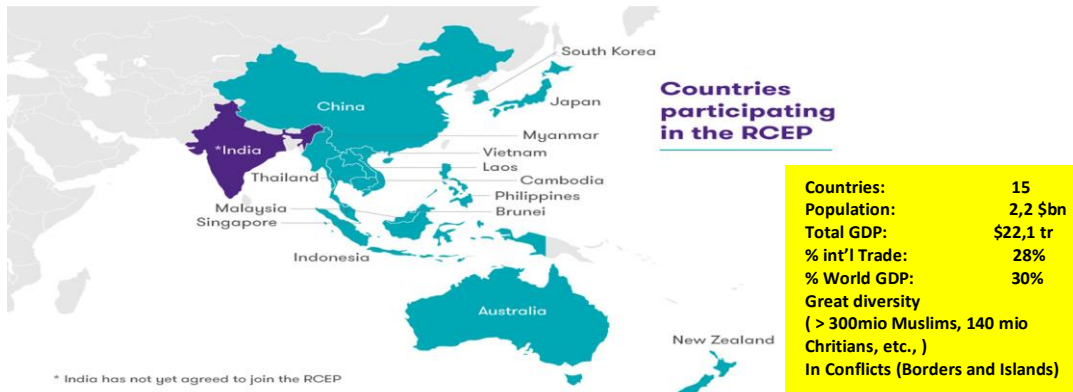 South Korea
China
Japan
Countries
participating
in the RCEP
Myanmar
*India
Vietnam
Laos
Thailand
Cambodia
Philippines
Malaysia
Brunei
Singapore
Indonesia
Australia
New Zealand
* India has not yet agreed to join the RCEP
Countries: 15
Population: 2,2 $bn
Total GDP: $22,1 tr
% int’l Trade: 28%
% World GDP: 30%
Great diversity
( > 300mio Muslims, 140 mio
Chritians, etc., )
In Conflicts (Borders and Islands)